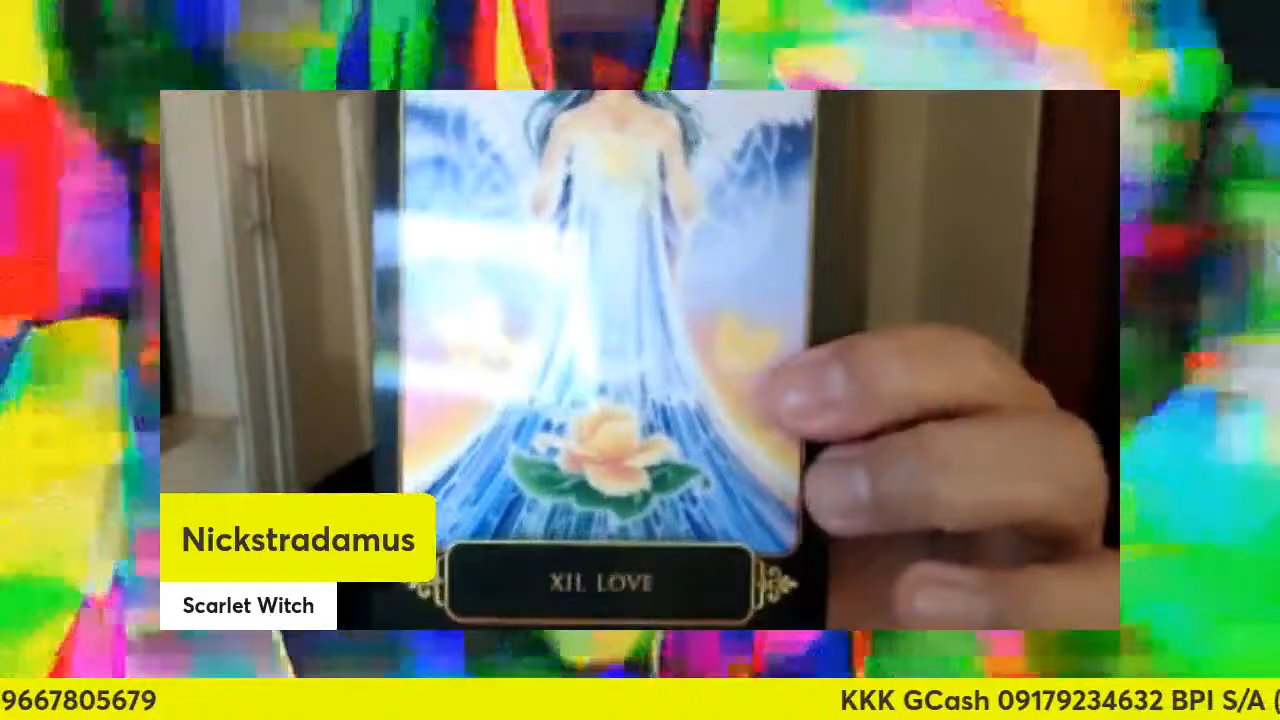 Nickstradamus
Scarlet Witch
XII. LOVE
9667805679
KKK GCash 09179234632 BPI S/A (